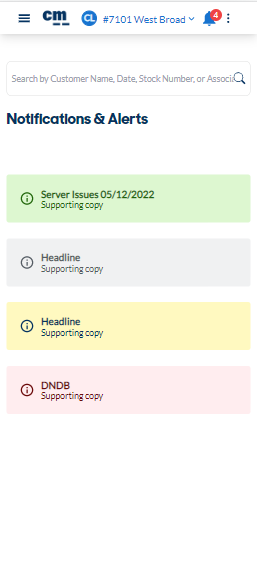 cm
CL
#7101 West Broad
4
Search by Customer Name, Date, Stock Number, or Associa
Notifications & Alerts
Server Issues 05/12/2022
Supporting copy
Headline
Supporting copy
Headline
Supporting copy
DNDB
Supporting copy